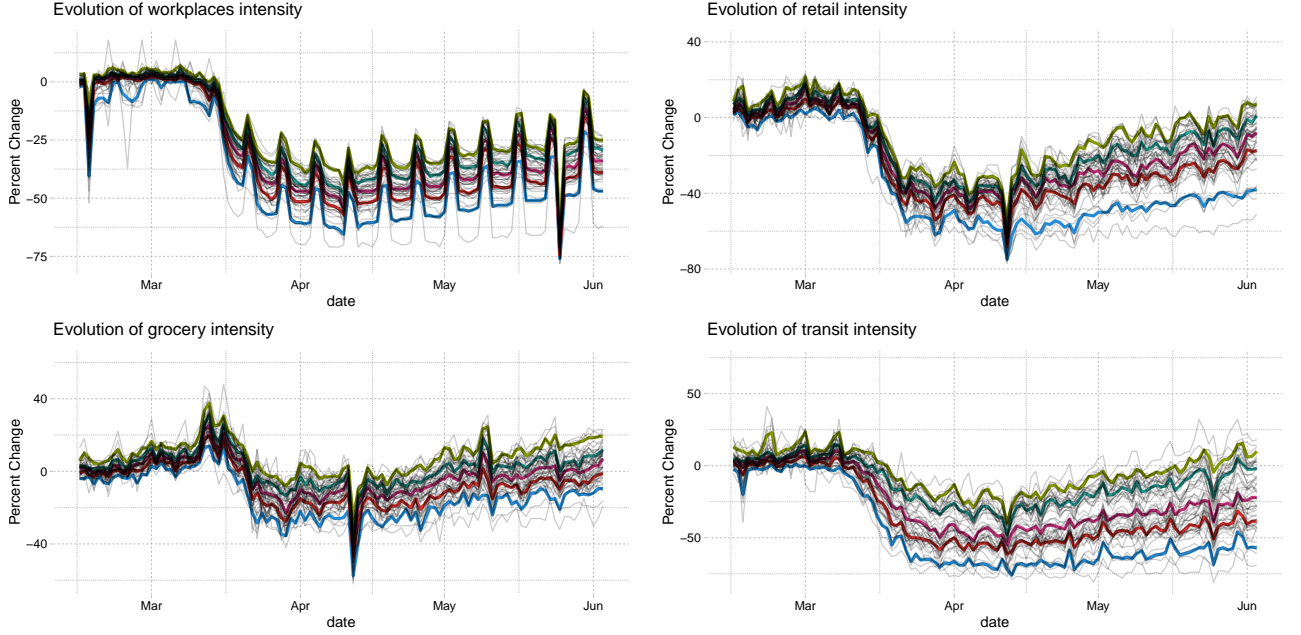 Evolution of workplaces intensity
Percent Change
0
−25
−50
−75
Mar
Apr
May
Jun
date
Evolution of retail intensity
Percent Change
40
0
−40
−80
Mar
Apr
May
Jun
date
Evolution of grocery intensity
Percent Change
40
0
−40
Mar
Apr
May
Jun
date
Evolution of transit intensity
Percent Change
50
0
−50
Mar
Apr
May
Jun
date